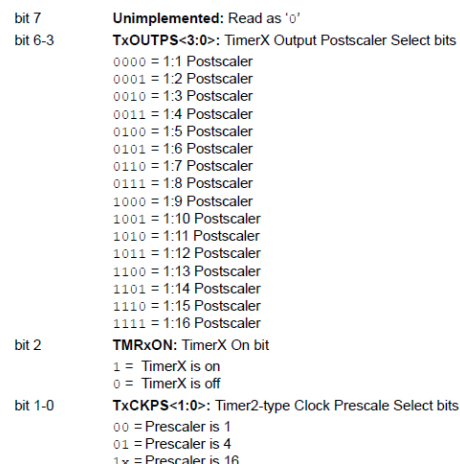 bit 7 Unimplemented: Read as '0'
bit 6-3 TxOUTPS<3:0>: TimerX Output Postscaler Select bits
0000 = 1:1 Postscaler
0001 = 1:2 Postscaler
0010 = 1:3 Postscaler
0011 = 1:4 Postscaler
0100 = 1:5 Postscaler
0101 = 1:6 Postscaler
0110 = 1:7 Postscaler
0111 = 1:8 Postscaler
1000 = 1:9 Postscaler
1001 = 1:10 Postscaler
1010 = 1:11 Postscaler
1011 = 1:12 Postscaler
1100 = 1:13 Postscaler
1101 = 1:14 Postscaler
1110 = 1:15 Postscaler
1111 = 1:16 Postscaler
bit 2 TMRxON: TimerX On bit
1 = TimerX is on
0 = TimerX is off
bit 1-0 TxCKPS<1:0>: Timer2-type Clock Prescale Select bits
00 = Prescaler is 1
01 = Prescaler is 4
1x = Prescaler is 16